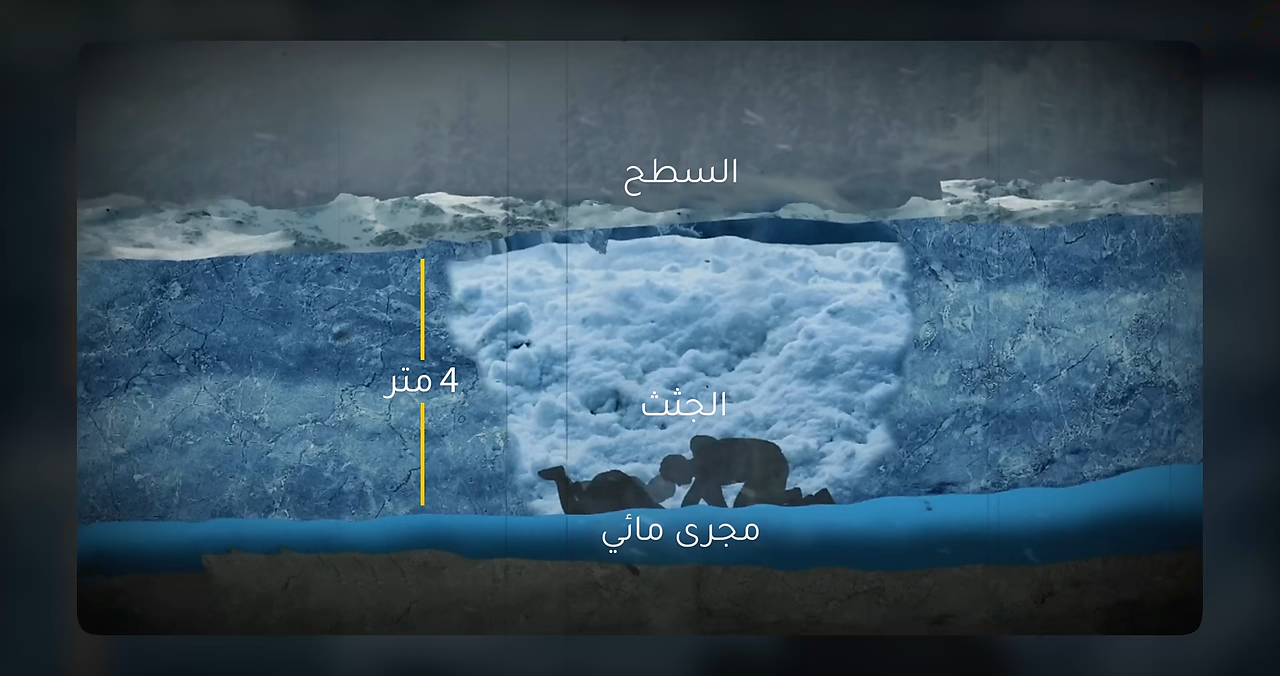 السطح
4 متر
الجثث
مجرى مائي